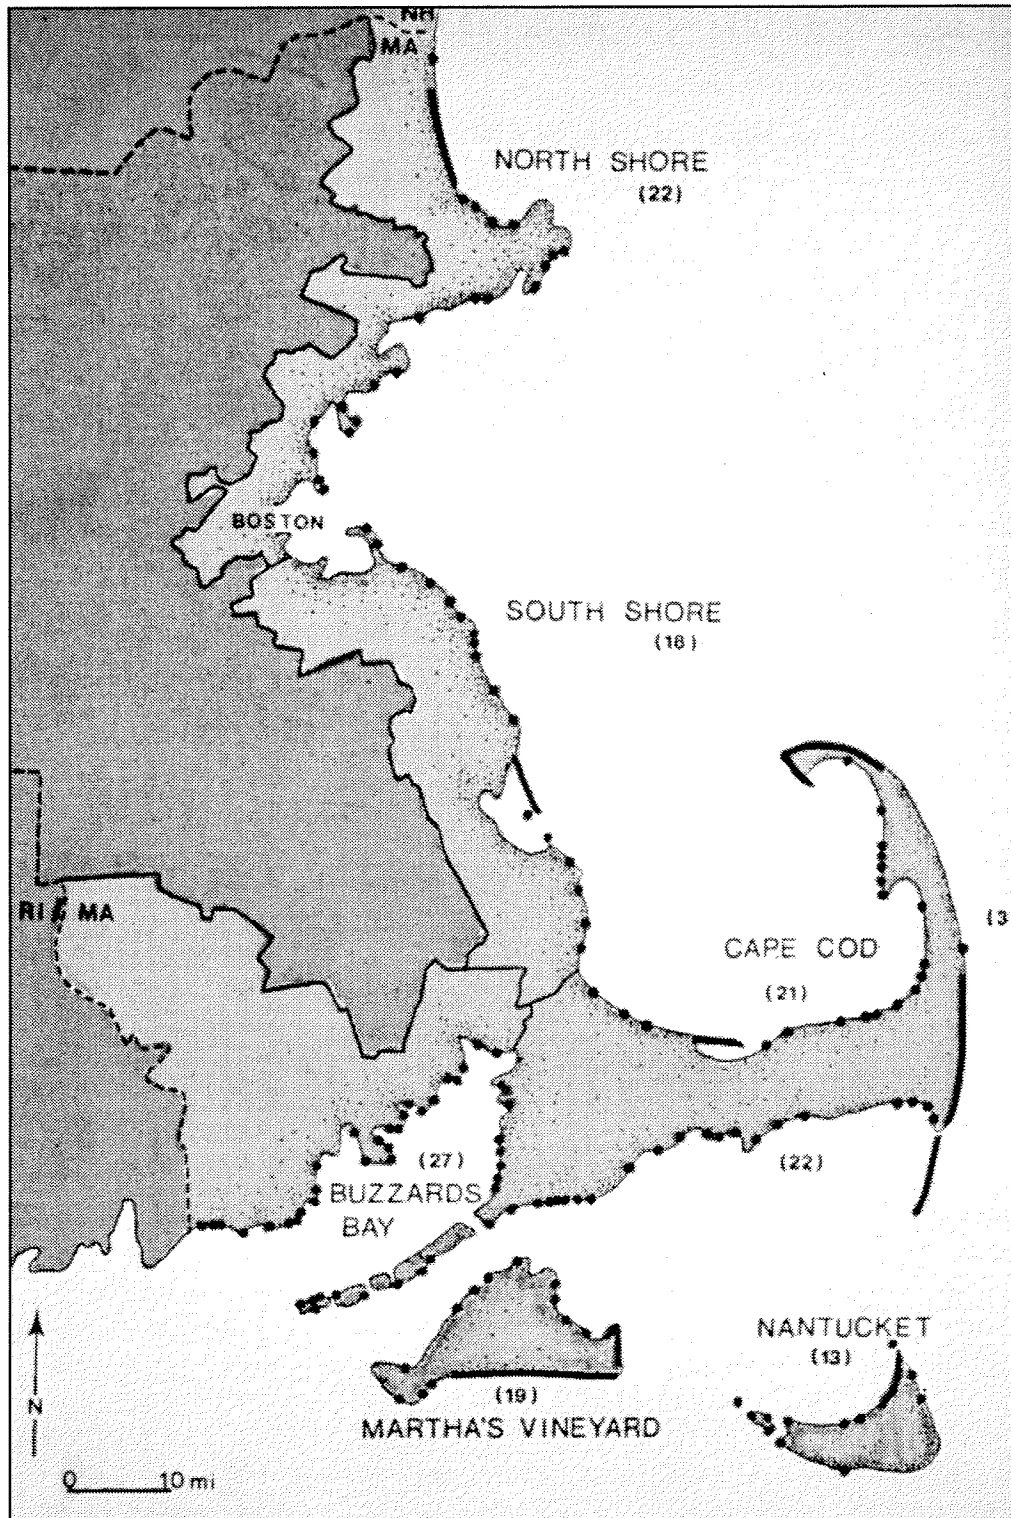 NH
MA
NORTH SHORE
(22)
BOSTON
SOUTH SHORE
(18)
RI MA
(3
CAPE COD
(21)
(27)
(22)
BUZZARDS
BAY
NANTUCKET
(13)
N
(19)
MARTHA'S VINEYARD
0 10 mi